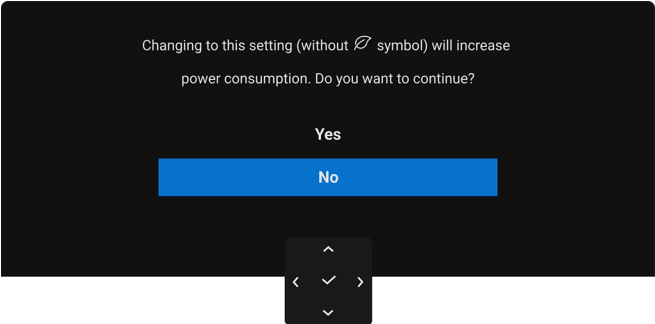 Changing to this setting (without symbol) will increase
power consumption. Do you want to continue?
Yes
No